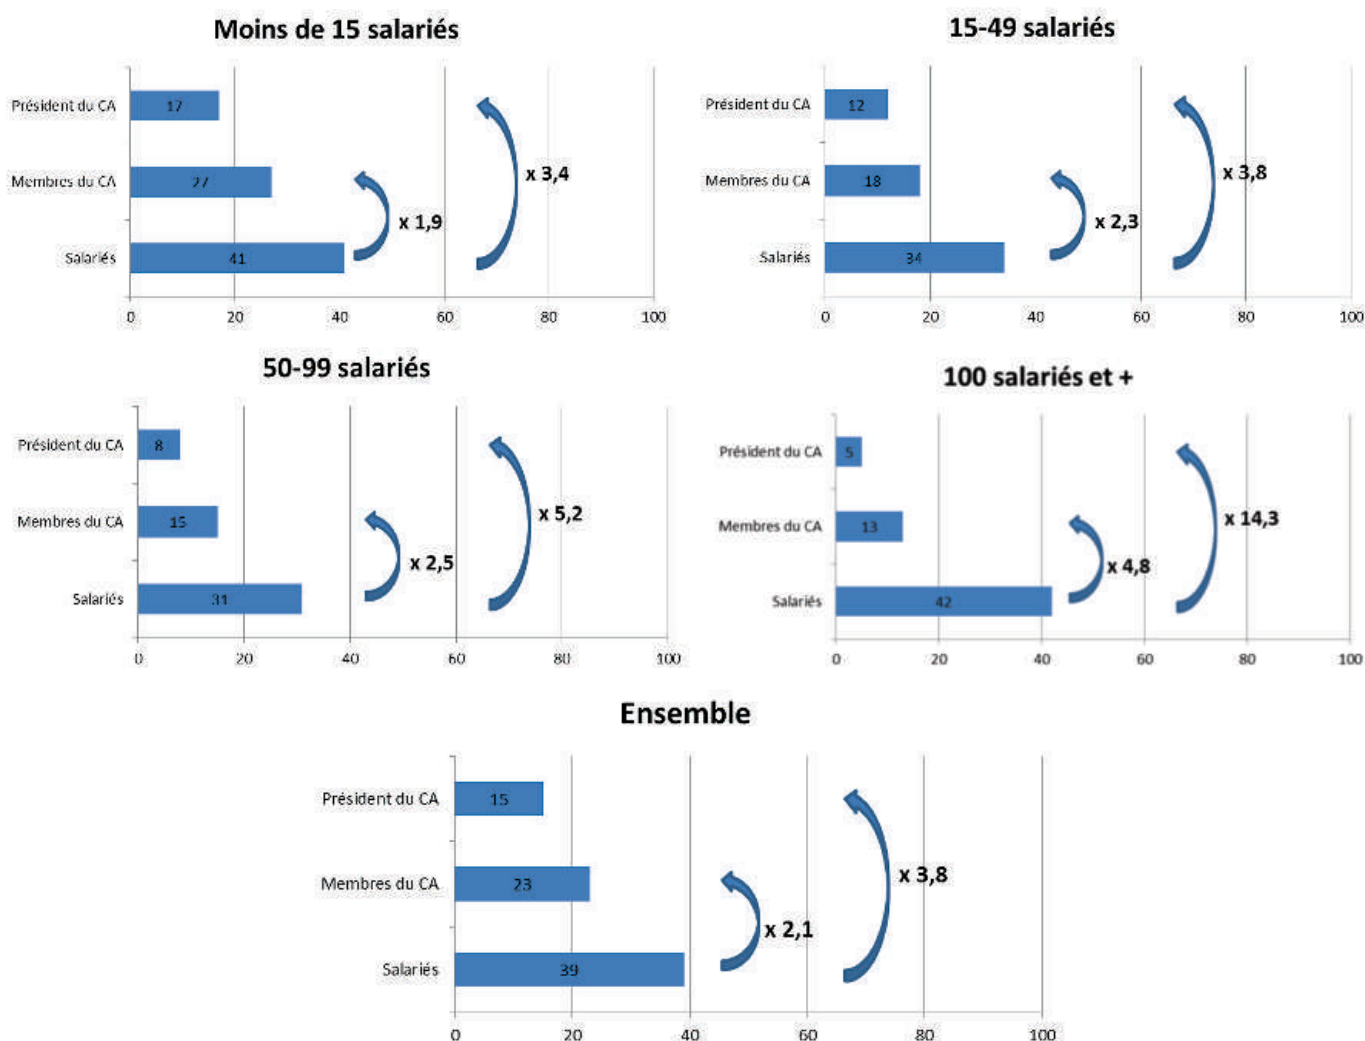 Moins de 15 salariés
Président du CA
17
Membres du CA
27
Salariés
41
x 1,9
x 3,4
0 20 40 60 80 100
15-49 salariés
Président du CA
12
Membres du CA
18
Salariés
34
x 2,3
x 3,8
0 20 40 60 80 100
50-99 salariés
Président du CA
8
Membres du CA
15
Salariés
31
x 2,5
x 5,2
0 20 40 60 80 100
100 salariés et +
Président du CA
5
Membres du CA
13
Salariés
42
x 4,8
x 14,3
0 20 40 60 80 100
Ensemble
Président du CA
15
Membres du CA
23
Salariés
39
x 2,1
x 3,8
0 20 40 60 80 100